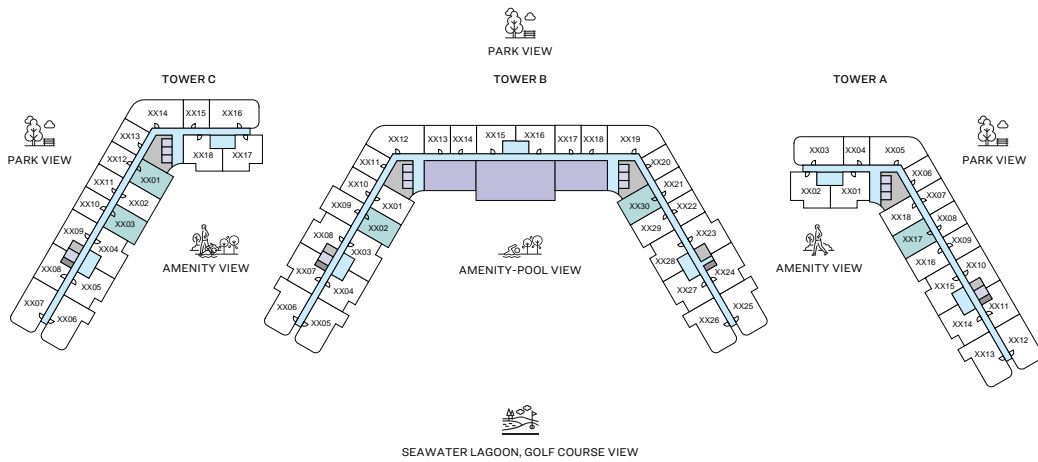 PARK VIEW
TOWER C
TOWER B
TOWER A
XX14
XX15
XX16
XX13
XX12
XX11
XX10
XX09
XX08
XX07
XX06
XX05
XX04
XX03
XX02
XX01
XX18
XX17
PARK VIEW
AMENITY VIEW
XX12
XX13
XX14
XX15
XX16
XX17
XX18
XX19
XX11
XX10
XX09
XX08
XX07
XX06
XX05
XX04
XX03
XX02
XX01
XX20
XX21
XX22
XX23
XX24
XX25
XX26
XX27
XX28
XX29
XX30
AMENITY-POOL VIEW
XX03
XX04
XX05
XX02
XX01
XX06
XX07
XX08
XX09
XX10
XX11
XX12
XX13
XX14
XX15
XX16
XX17
XX18
PARK VIEW
AMENITY VIEW
SEAWATER LAGOON, GOLF COURSE VIEW